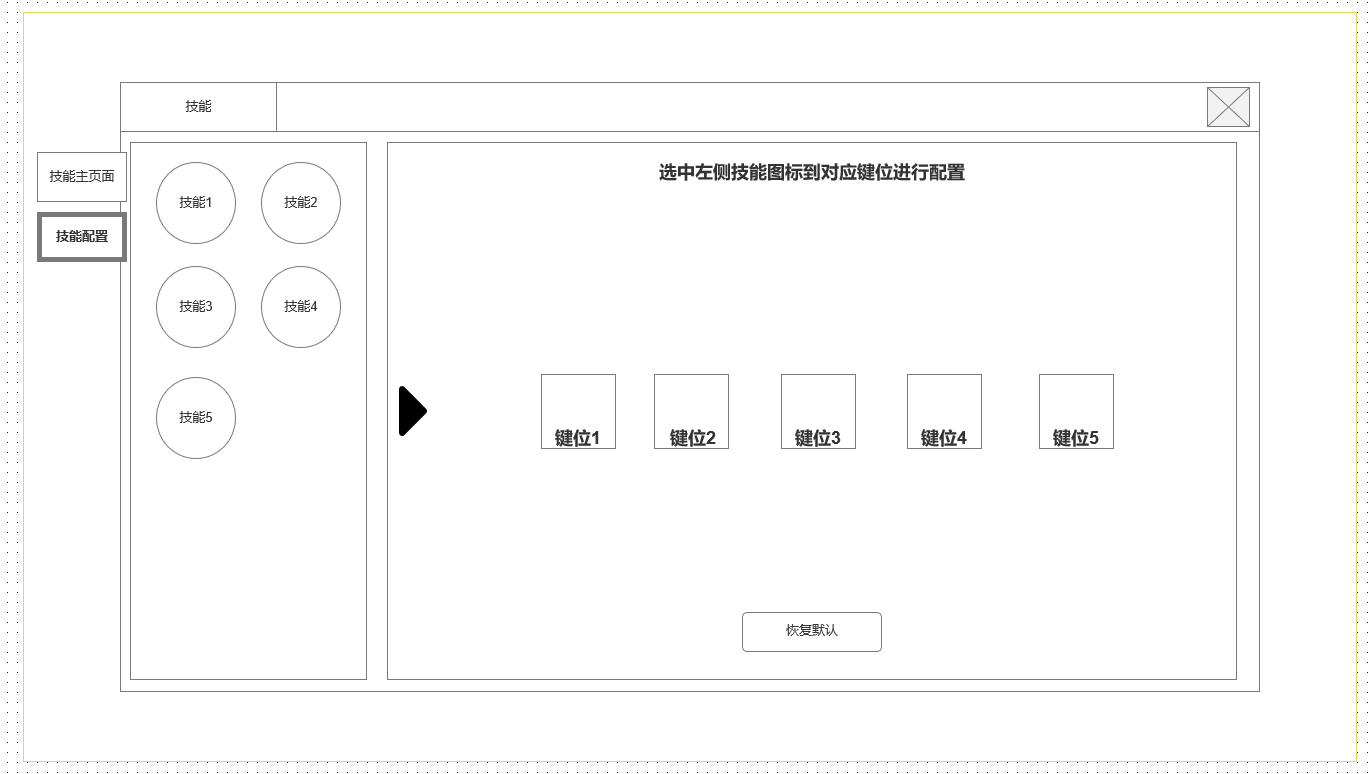 技能
技能主页面
技能配置
技能1
技能2
技能3
技能4
技能5
选中左侧技能图标到对应键位进行配置
键位1
键位2
键位3
键位4
键位5
恢复默认